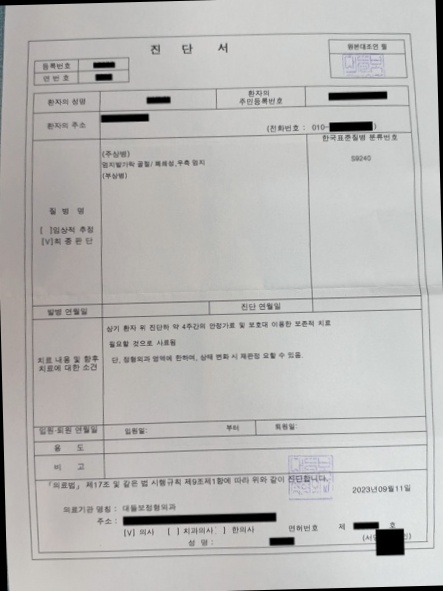 진 단 서
원본대조연 월
등록번호
연 번 호
환자의 성명
환자의
주민등록번호
환자의 주소
(전화번호 : 010- )
한국표준질병 분류번호
(주상병)
엄지발가락 골절/ 폐쇄성,우측 엄지
(부상병)
S9240
질 병 명
[ ]임상적 추정
[V]최 종 판 단
발병 연월일
진단 연월일
치료 내용 및 향후
치료에 대한 소견
상기 환자 위 진단하 약 4주간의 안정가료 및 보호대 이용한 보존적 치료
필요할 것으로 사료됨
단, 정형외과 영역에 한하며, 상태 변화 시 재판정 요할 수 있음.
입원·퇴원 연월일
입원일:
부터
퇴원일:
용 도
비 고
「의료법」 제17조 및 같은 법 시행규칙 제9조제1항에 따라 위와 같이 진단합니다.
2023년09월11일
의료기관 명칭 : 대들보정형외과
주소 :
[V] 의사 [ ] 치과의사 ] 한의사
면허번호 제 호
성 명 :